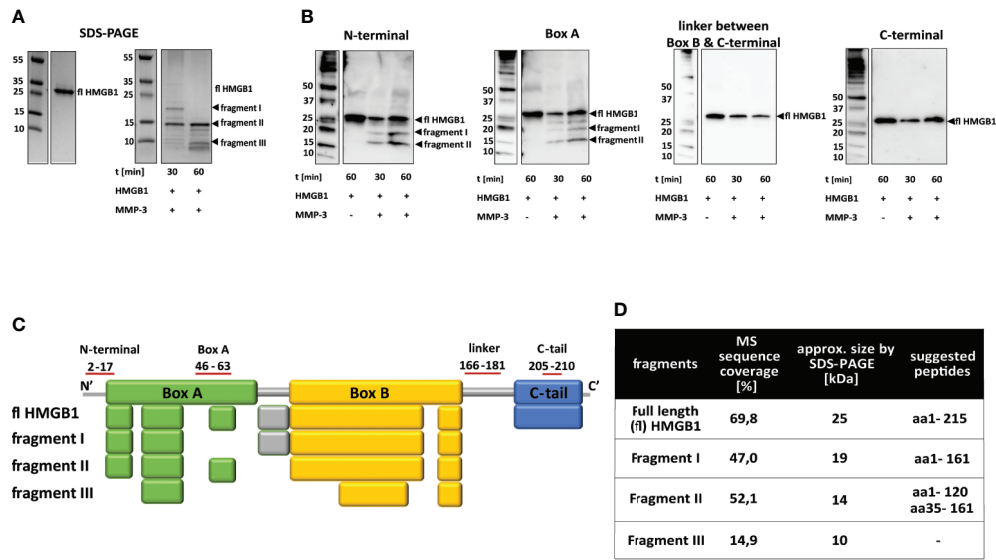 A
SDS-PAGE
55
35
25
15
10
fl HMGB1
55
35
25
15
10
fl HMGB1
fragment I
fragment II
fragment III
t [min] 30 60
HMGB1 + +
MMP-3 + +
B
N-terminal
50
37
25
20
15
10
fl HMGB1
fragment I
fragment II
t [min] 60 30 60
HMGB1 + + +
MMP-3 - + +
Box A
50
37
25
20
15
10
fl HMGB1
fragmentI
fragmentII
t [min] 60 30 60
HMGB1 + + +
MMP-3 - + +
linker between
Box B & C-terminal
50
37
25
20
15
10
fl HMGB1
t [min] 60 30 60
HMGB1 + + +
MMP-3 - + +
C-terminal
50
37
25
20
15
10
fl HMGB1
t [min] 60 30 60
HMGB1 + + +
MMP-3 - + +
C
N-terminal Box A linker C-tail
2-17 46 - 63 166 -181 205 -210
N' Box A Box B C-tail C'
fl HMGB1
fragment I
fragment II
fragment III
D
fragments MS sequence coverage [%] approx. size by SDS-PAGE [kDa] suggested peptides
Full length (fl) HMGB1 69,8 25 aa1- 215
Fragment I 47,0 19 aa1- 161
Fragment II 52,1 14 aa1- 120 aa35- 161
Fragment III 14,9 10 -